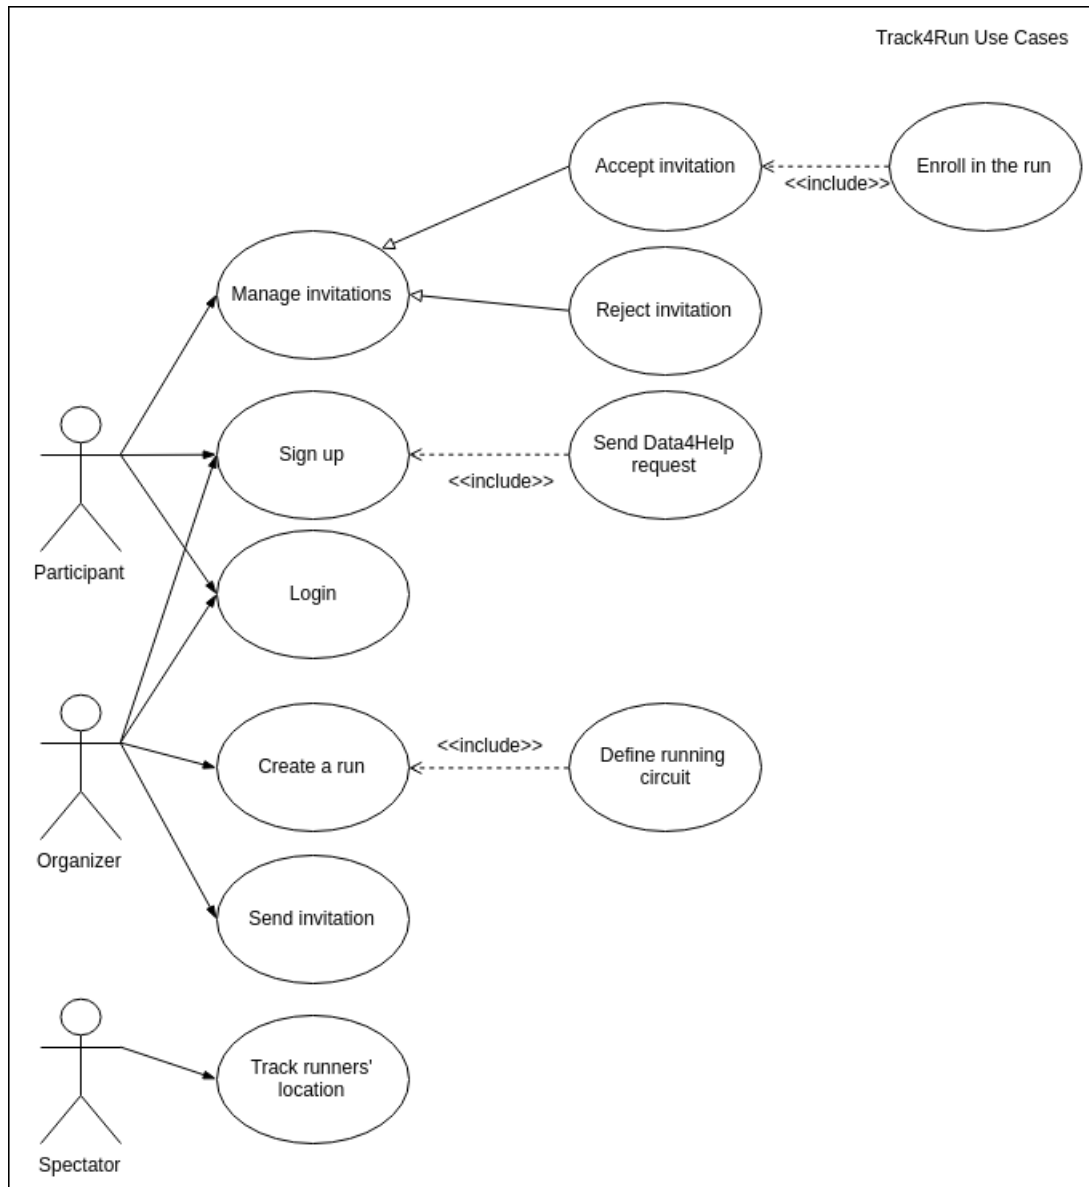 Track4Run Use Cases
Accept invitation
Enroll in the run
<<include>>
Manage invitations
Reject invitation
Sign up
Send Data4Help
request
<<include>>
Participant
Login
<<include>>
Create a run
Define running
circuit
Organizer
Send invitation
Track runners'
location
Spectator